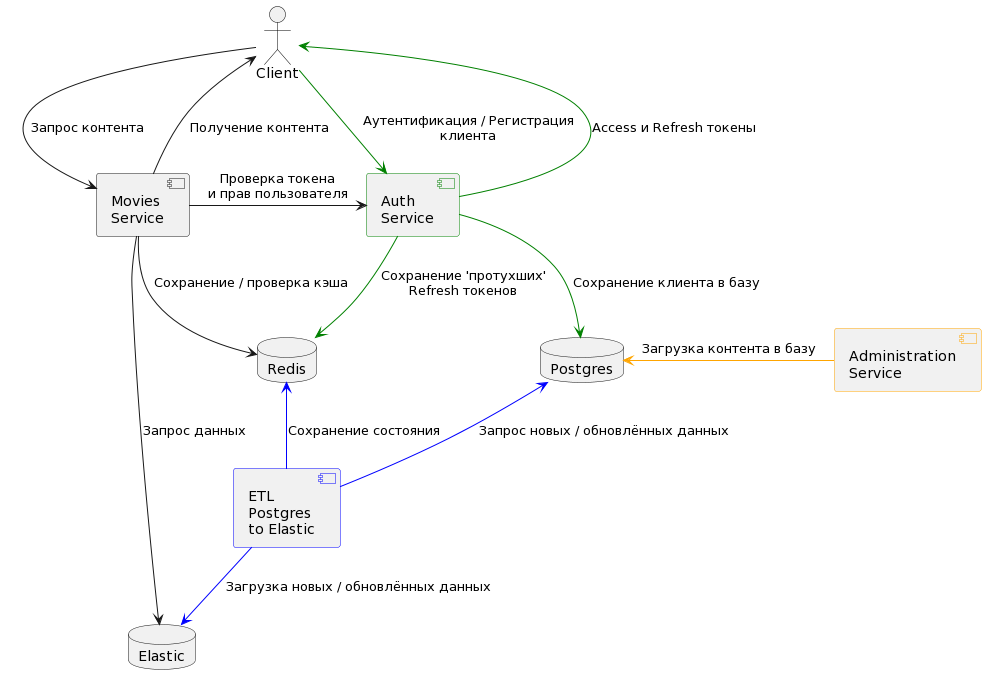 Client
Запрос контента
Получение контента
Аутентификация / Регистрация
клиента
Access и Refresh токены
Movies
Service
Проверка токена
и прав пользователя
Auth
Service
Сохранение / проверка кэша
Сохранение 'протухших'
Refresh токенов
Сохранение клиента в базу
Redis
Postgres
Загрузка контента в базу
Administration
Service
Запрос данных
Сохранение состояния
Запрос новых / обновлённых данных
ETL
Postgres
to Elastic
Загрузка новых / обновлённых данных
Elastic